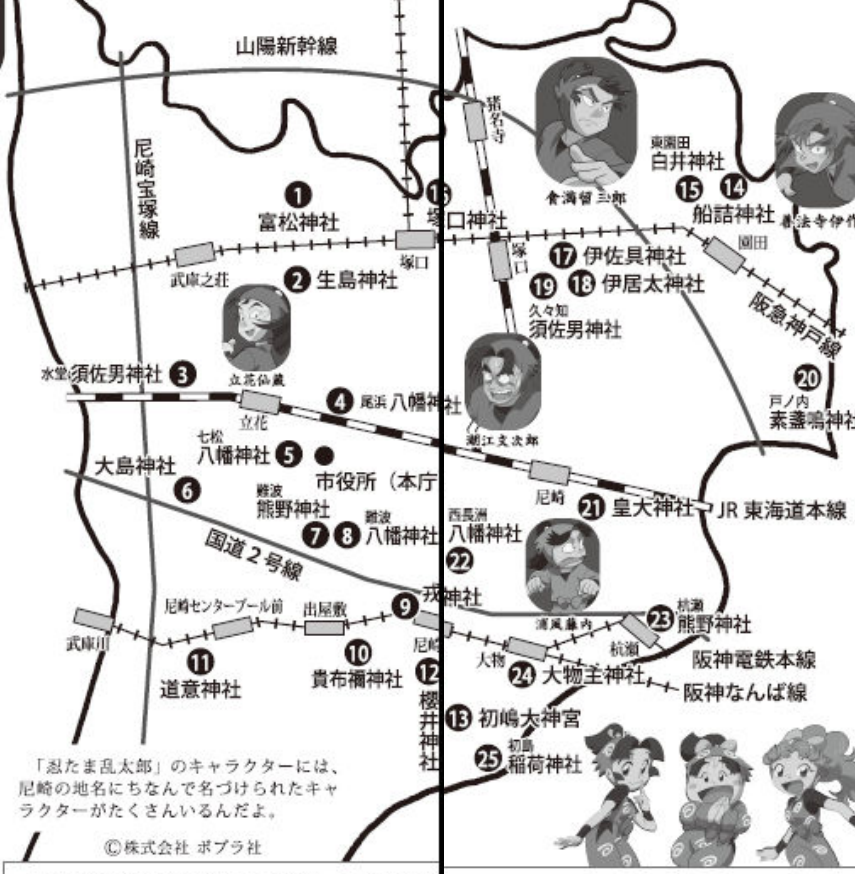 山陽新幹線
猪名寺
尼崎宝塚線
食満留三郎
東園田
白井神社
⑮ ⑭
船詰神社
善法寺伊作
①
富松神社
⑯
塚口神社
武庫之荘
塚口
塚口
園田
② 生島神社
⑰ 伊佐具神社
⑲ ⑱ 伊居太神社
久々知
須佐男神社
阪急神戸線
立花仙蔵
水堂 須佐男神社 ③
④ 尾浜 八幡神社
潮江文次郎
⑳
戸ノ内
素盞嗚神社
立花
七松
八幡神社 ⑤
市役所（本庁
大島神社
⑥
難波
熊野神社
⑦ ⑧ 難波
八幡神社
国道2号線
尼崎
㉑ 皇大神社
JR 東海道本線
西長洲
八幡神社
㉒
戎神社
⑨
浦風藤内
㉓ 杭瀬
熊野神社
武庫川
尼崎センタープール前
出屋敷
尼崎
大物
杭瀬
阪神電鉄本線
⑪
道意神社
⑩
貴布禰神社
⑫
櫻井神社
㉔ 大物主神社
阪神なんば線
⑬ 初嶋大神宮
㉕ 初島
稲荷神社
「忍たま乱太郎」のキャラクターには、
尼崎の地名にちなんで名づけられたキャ
ラクターがたくさんいるんだよ。
Ⓒ株式会社 ポプラ社